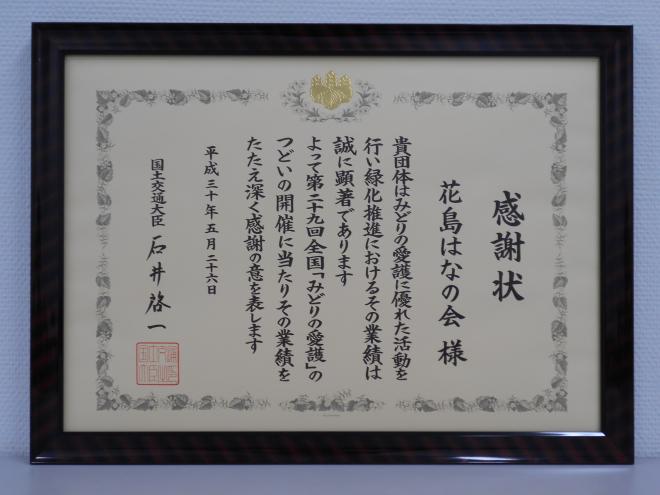 感謝状
花島はなの会 様
貴団体はみどりの愛護に優れた活動を
行い緑化推進におけるその業績は
誠に顕著であります
よって第二十九回全国「みどりの愛護」の
つどいの開催に当たりその業績を
たたえ深く感謝の意を表します
平成三十年五月二十六日
国土交通大臣 石井啓一